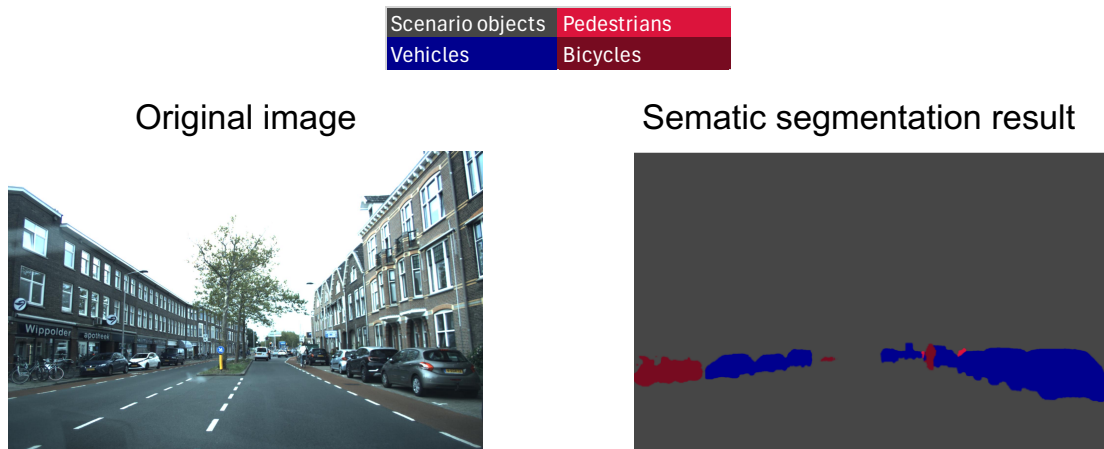 Scenario objects Pedestrians
Vehicles Bicycles
Original image
Sematic segmentation result
Wippolder apotheek